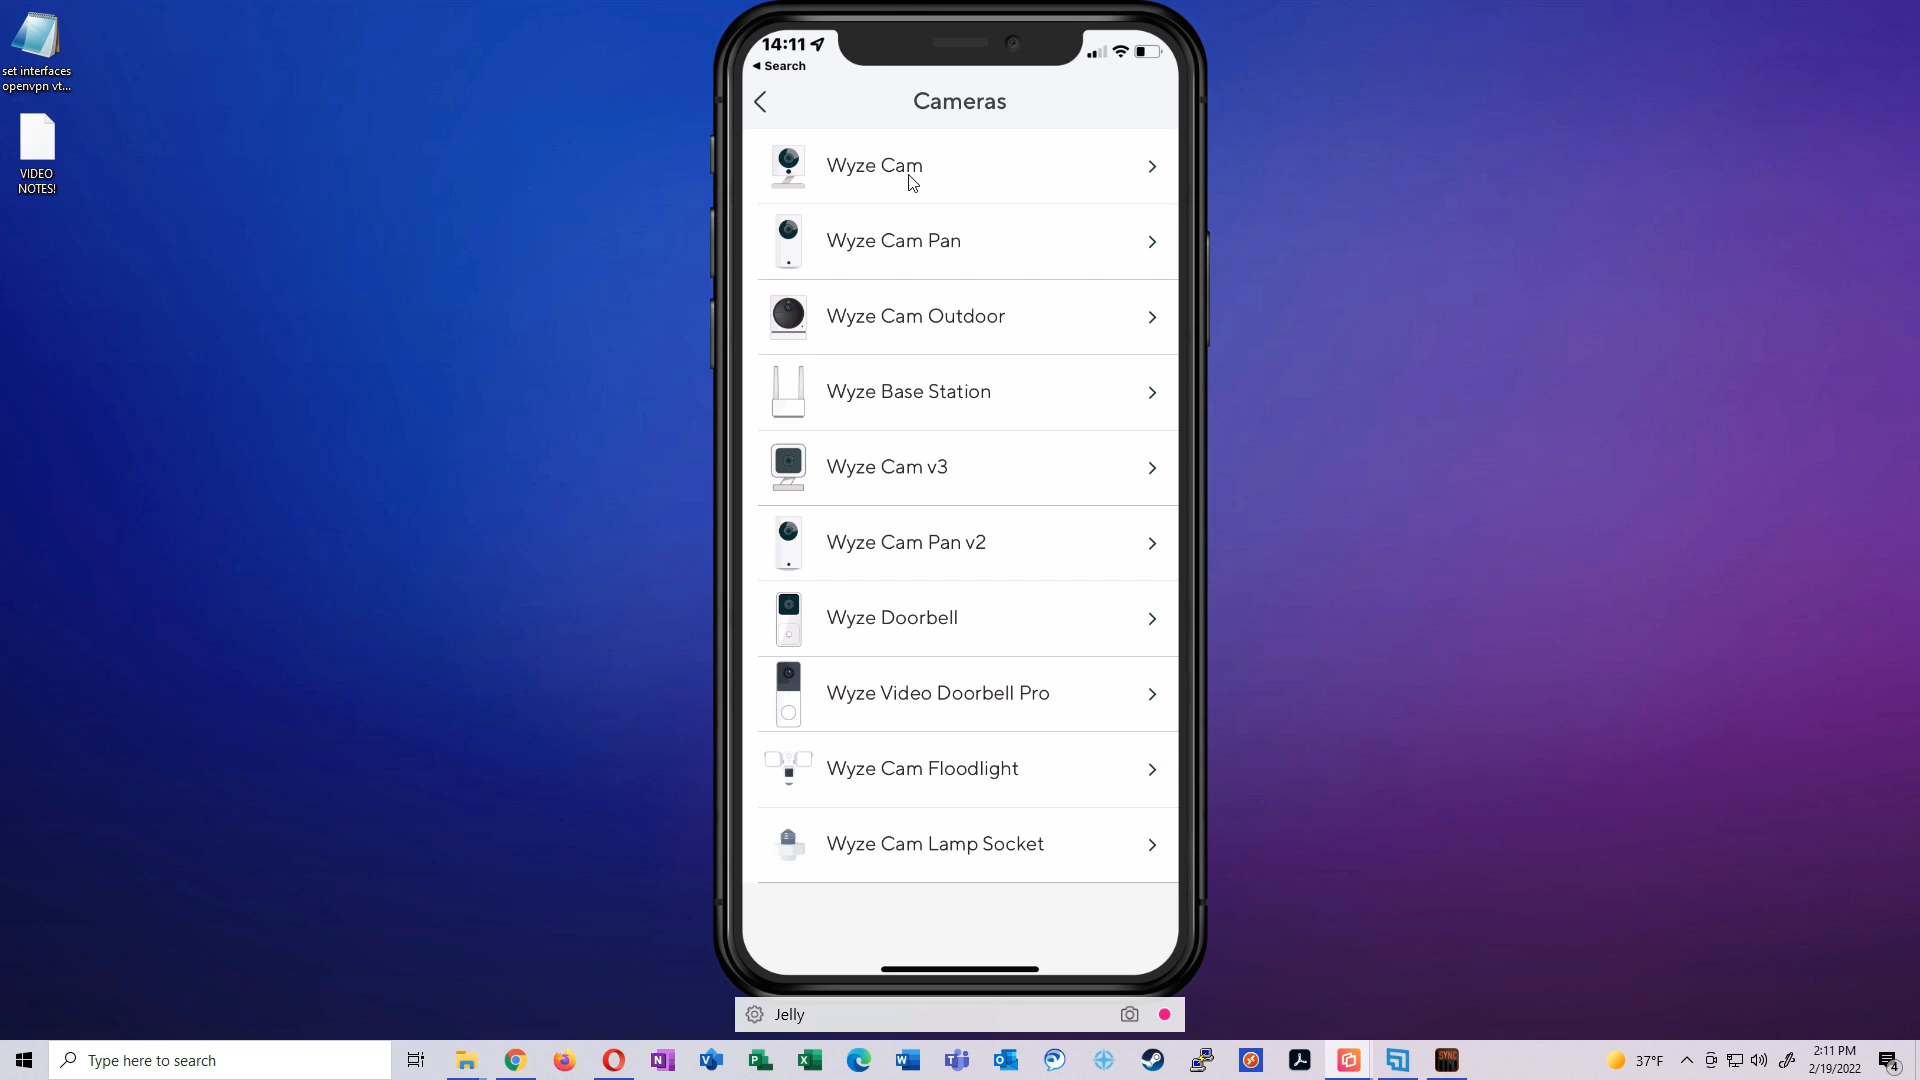 set interfaces
openvpn vt...
VIDEO
NOTES!
14:11
Search
Cameras
Wyze Cam
Wyze Cam Pan
Wyze Cam Outdoor
Wyze Base Station
Wyze Cam v3
Wyze Cam Pan v2
Wyze Doorbell
Wyze Video Doorbell Pro
Wyze Cam Floodlight
Wyze Cam Lamp Socket
Jelly
Type here to search
37°F
2:11 PM
2/19/2022
4
SYNC